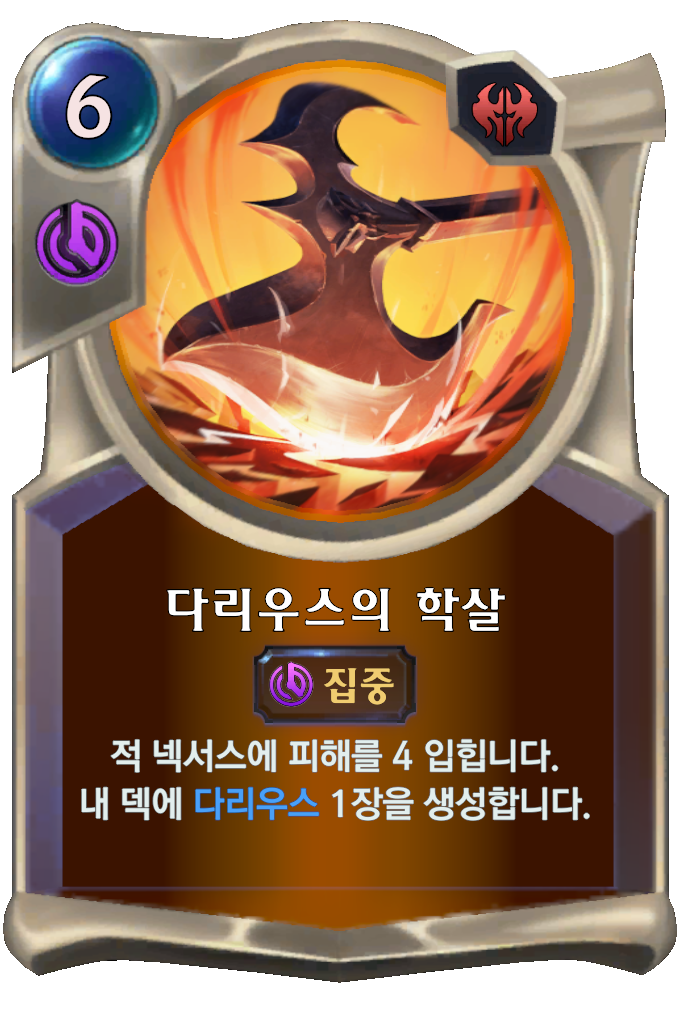 6
다리우스의 학살
집중
적 넥서스에 피해를 4 입힙니다.
내 덱에 다리우스 1장을 생성합니다.